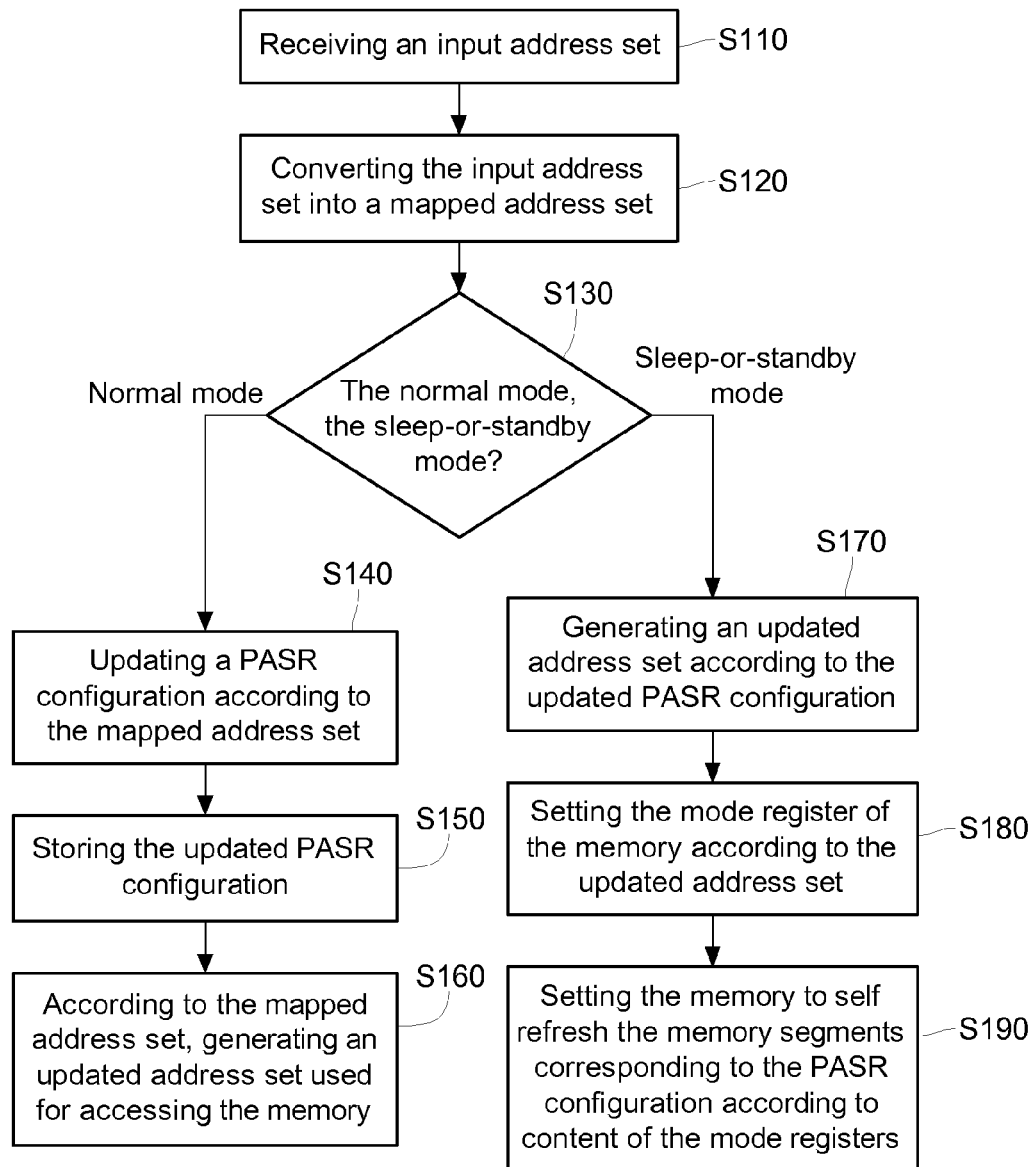 Receiving an input address set
S110
Converting the input address
set into a mapped address set
S120
S130
Normal mode
The normal mode,
the sleep-or-standby
mode?
Sleep-or-standby
mode
S140
Updating a PASR
configuration according to
the mapped address set
S150
Storing the updated PASR
configuration
S160
According to the mapped
address set, generating an
updated address set used
for accessing the memory
S170
Generating an updated
address set according to the
updated PASR configuration
Setting the mode register of
the memory according to the
updated address set
S180
Setting the memory to self
refresh the memory segments
corresponding to the PASR
configuration according to
content of the mode registers
S190